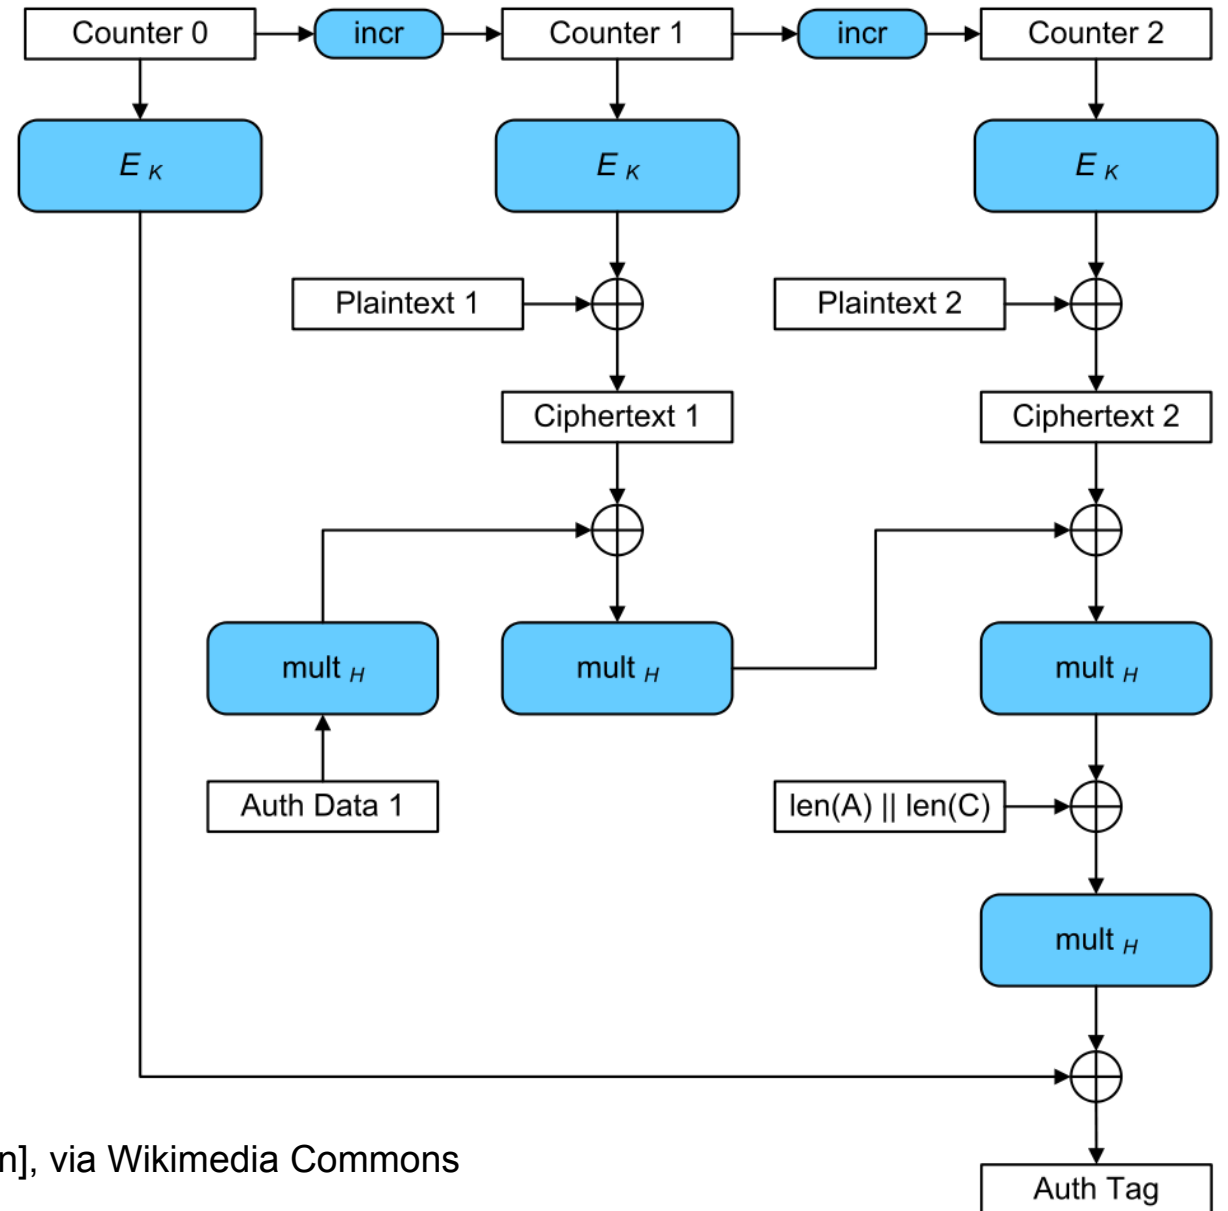 Counter 0
incr
Counter 1
incr
Counter 2
E K
E K
E K
Plaintext 1
Plaintext 2
Ciphertext 1
Ciphertext 2
mult H
mult H
mult H
Auth Data 1
len(A) || len(C)
mult H
n], via Wikimedia Commons
Auth Tag